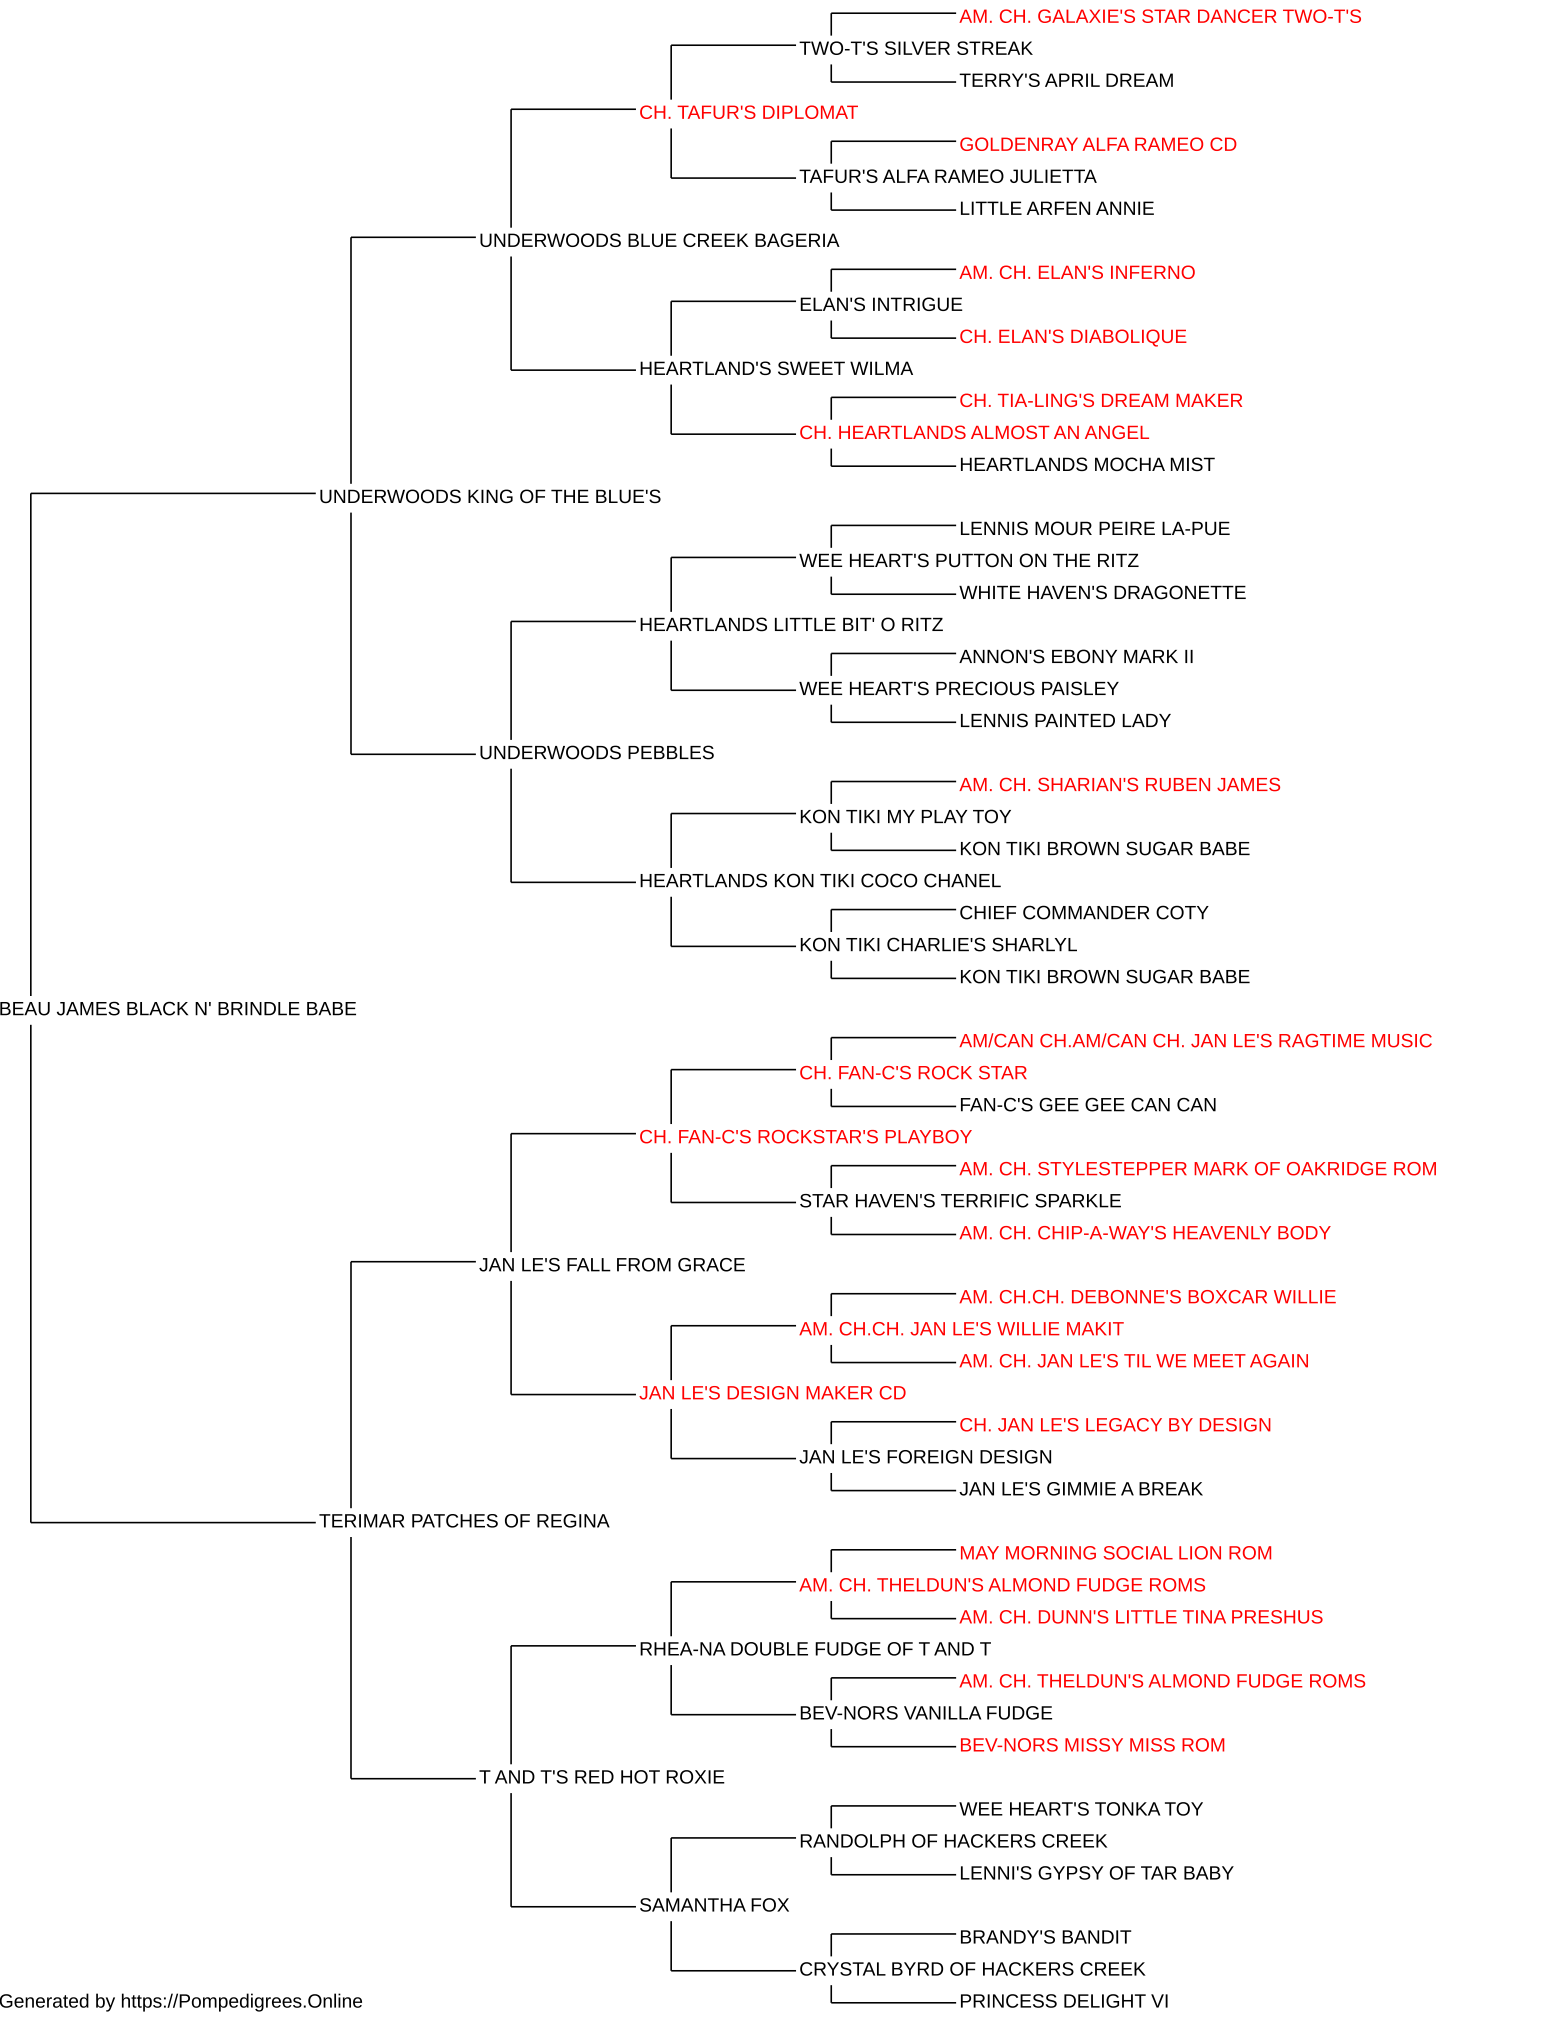 AM. CH. GALAXIE'S STAR DANCER TWO-T'S
TWO-T'S SILVER STREAK
TERRY'S APRIL DREAM
CH. TAFUR'S DIPLOMAT
GOLDENRAY ALFA RAMEO CD
TAFUR'S ALFA RAMEO JULIETTA
LITTLE ARFEN ANNIE
UNDERWOODS BLUE CREEK BAGERIA
AM. CH. ELAN'S INFERNO
ELAN'S INTRIGUE
CH. ELAN'S DIABOLIQUE
HEARTLAND'S SWEET WILMA
CH. TIA-LING'S DREAM MAKER
CH. HEARTLANDS ALMOST AN ANGEL
HEARTLANDS MOCHA MIST
UNDERWOODS KING OF THE BLUE'S
LENNIS MOUR PEIRE LA-PUE
WEE HEART'S PUTTON ON THE RITZ
WHITE HAVEN'S DRAGONETTE
HEARTLANDS LITTLE BIT' O RITZ
ANNON'S EBONY MARK II
WEE HEART'S PRECIOUS PAISLEY
LENNIS PAINTED LADY
UNDERWOODS PEBBLES
AM. CH. SHARIAN'S RUBEN JAMES
KON TIKI MY PLAY TOY
KON TIKI BROWN SUGAR BABE
HEARTLANDS KON TIKI COCO CHANEL
CHIEF COMMANDER COTY
KON TIKI CHARLIE'S SHARLYL
KON TIKI BROWN SUGAR BABE
BEAU JAMES BLACK N' BRINDLE BABE
AM/CAN CH.AM/CAN CH. JAN LE'S RAGTIME MUSIC
CH. FAN-C'S ROCK STAR
FAN-C'S GEE GEE CAN CAN
CH. FAN-C'S ROCKSTAR'S PLAYBOY
AM. CH. STYLESTEPPER MARK OF OAKRIDGE ROM
STAR HAVEN'S TERRIFIC SPARKLE
AM. CH. CHIP-A-WAY'S HEAVENLY BODY
JAN LE'S FALL FROM GRACE
AM. CH.CH. DEBONNE'S BOXCAR WILLIE
AM. CH.CH. JAN LE'S WILLIE MAKIT
AM. CH. JAN LE'S TIL WE MEET AGAIN
JAN LE'S DESIGN MAKER CD
CH. JAN LE'S LEGACY BY DESIGN
JAN LE'S FOREIGN DESIGN
JAN LE'S GIMMIE A BREAK
TERIMAR PATCHES OF REGINA
MAY MORNING SOCIAL LION ROM
AM. CH. THELDUN'S ALMOND FUDGE ROMS
AM. CH. DUNN'S LITTLE TINA PRESHUS
RHEA-NA DOUBLE FUDGE OF T AND T
AM. CH. THELDUN'S ALMOND FUDGE ROMS
BEV-NORS VANILLA FUDGE
BEV-NORS MISSY MISS ROM
T AND T'S RED HOT ROXIE
WEE HEART'S TONKA TOY
RANDOLPH OF HACKERS CREEK
LENNI'S GYPSY OF TAR BABY
SAMANTHA FOX
BRANDY'S BANDIT
CRYSTAL BYRD OF HACKERS CREEK
PRINCESS DELIGHT VI
Generated by https://Pompedigrees.Online